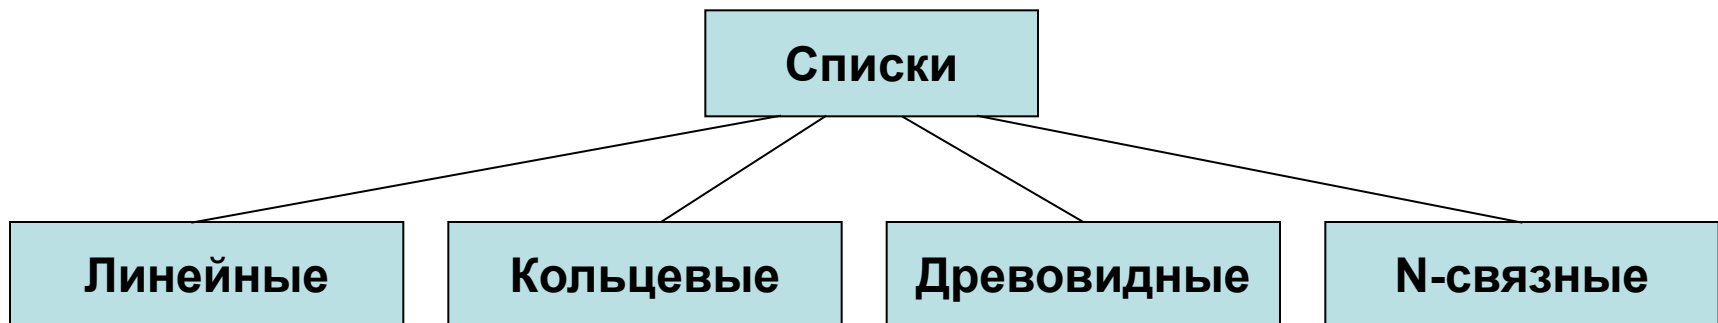 Списки
Линейные
Кольцевые
Древовидные
N-связные